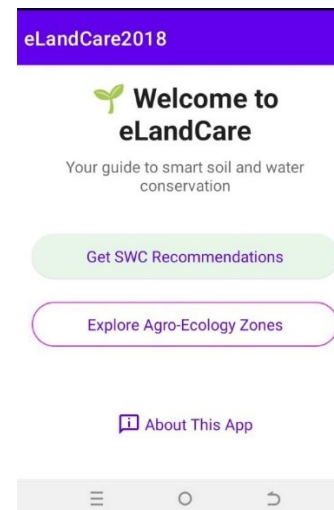 eLandCare2018
🌱 Welcome to
eLandCare
Your guide to smart soil and water
conservation
Get SWC Recommendations
Explore Agro-Ecology Zones
About This App